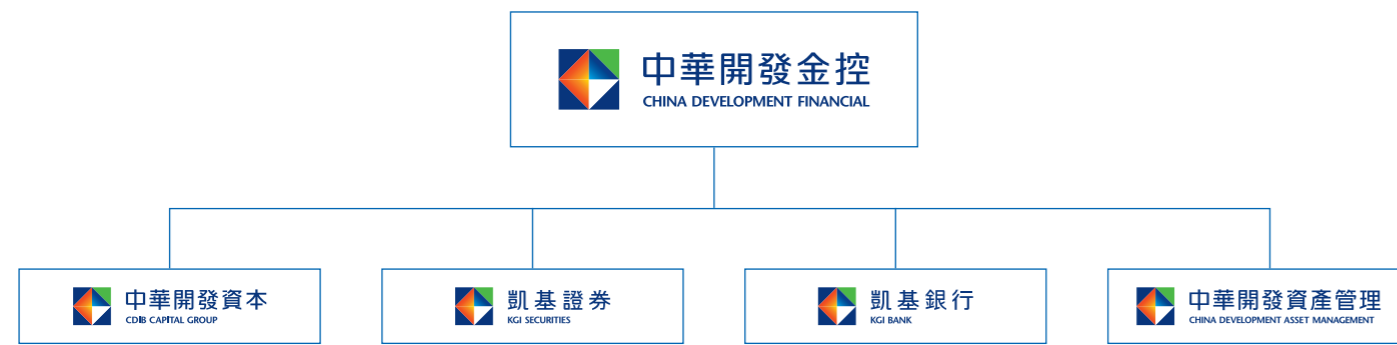 中華開發金控
CHINA DEVELOPMENT FINANCIAL
中華開發資本
CDIB CAPITAL GROUP
凱基證券
KGI SECURITIES
凱基銀行
KGI BANK
中華開發資產管理
CHINA DEVELOPMENT ASSET MANAGEMENT